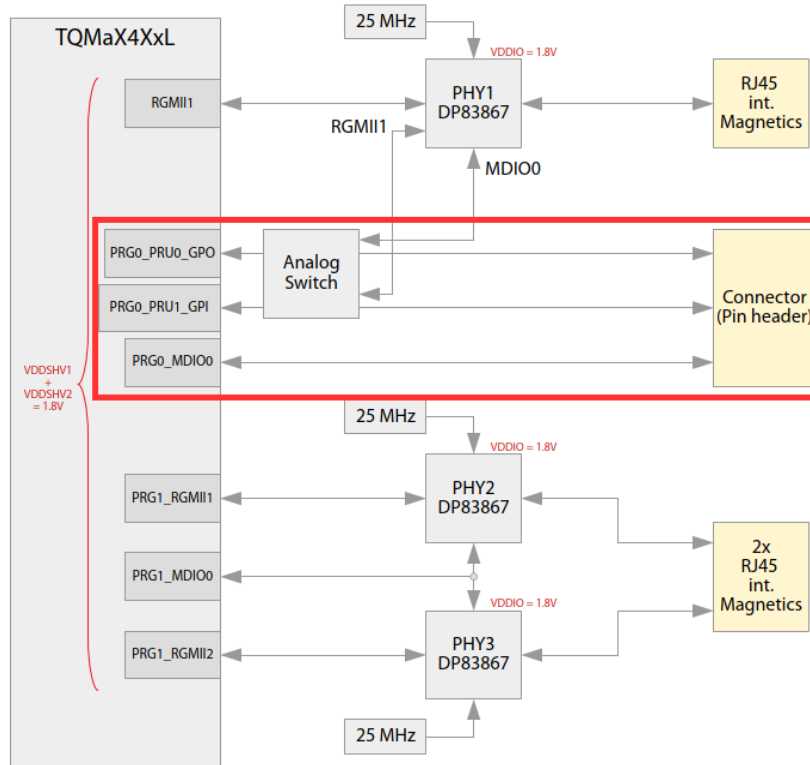 TQMaX4XxL
25 MHz
VDDIO = 1.8V
RGMII1
PHY1
DP83867
RJ45
int.
Magnetics
RGMII1
MDIO0
PRG0_PRU0_GPO
Analog
Switch
PRG0_PRU1_GPI
Connector
(Pin header)
PRG0_MDIO0
VDDSHV1
+
VDDSHV2
= 1.8V
25 MHz
VDDIO = 1.8V
PRG1_RGMII1
PHY2
DP83867
PRG1_MDIO0
2x
RJ45
int.
Magnetics
VDDIO = 1.8V
PRG1_RGMII2
PHY3
DP83867
25 MHz